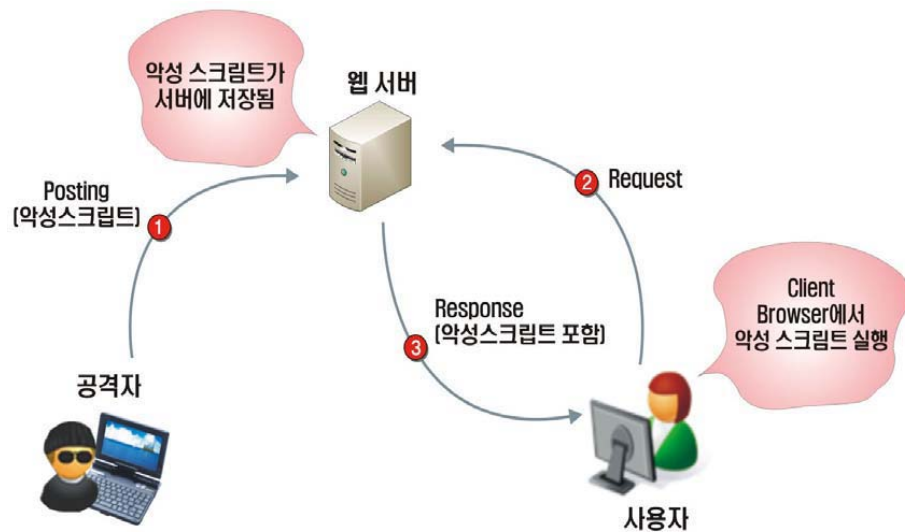 악성 스크림트가
서버에 저장됨
웹 서버
Posting
(악성스크립트)
1
2
Request
Response
(악성스크립트 포함)
3
Client
Browser에서
악성 스크림트 실행
공격자
사용자